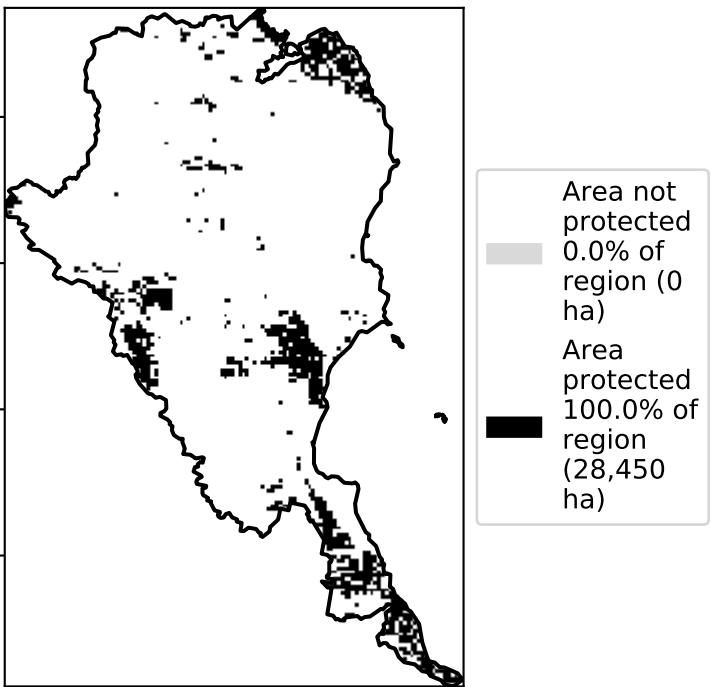 Area not
protected
0.0% of
region (0
ha)
Area
protected
100.0% of
region
(28,450
ha)